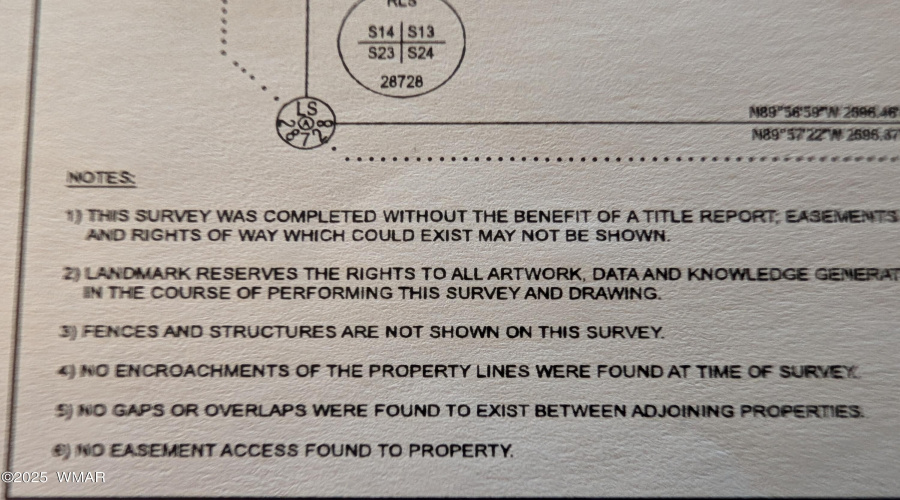 RLS
S14 S13
S23 S24
28728
LS
A
28728
N89°56'59"W 2696.46'
N89°57'22"W 2696.87
NOTES:
1) THIS SURVEY WAS COMPLETED WITHOUT THE BENEFIT OF A TITLE REPORT; EASEMENTS
AND RIGHTS OF WAY WHICH COULD EXIST MAY NOT BE SHOWN.
2) LANDMARK RESERVES THE RIGHTS TO ALL ARTWORK, DATA AND KNOWLEDGE GENERAT
IN THE COURSE OF PERFORMING THIS SURVEY AND DRAWING.
3) FENCES AND STRUCTURES ARE NOT SHOWN ON THIS SURVEY.
4) NO ENCROACHMENTS OF THE PROPERTY LINES WERE FOUND AT TIME OF SURVEY.
5) NO GAPS OR OVERLAPS WERE FOUND TO EXIST BETWEEN ADJOINING PROPERTIES.
6) NO EASEMENT ACCESS FOUND TO PROPERTY.
©2025 WMAR